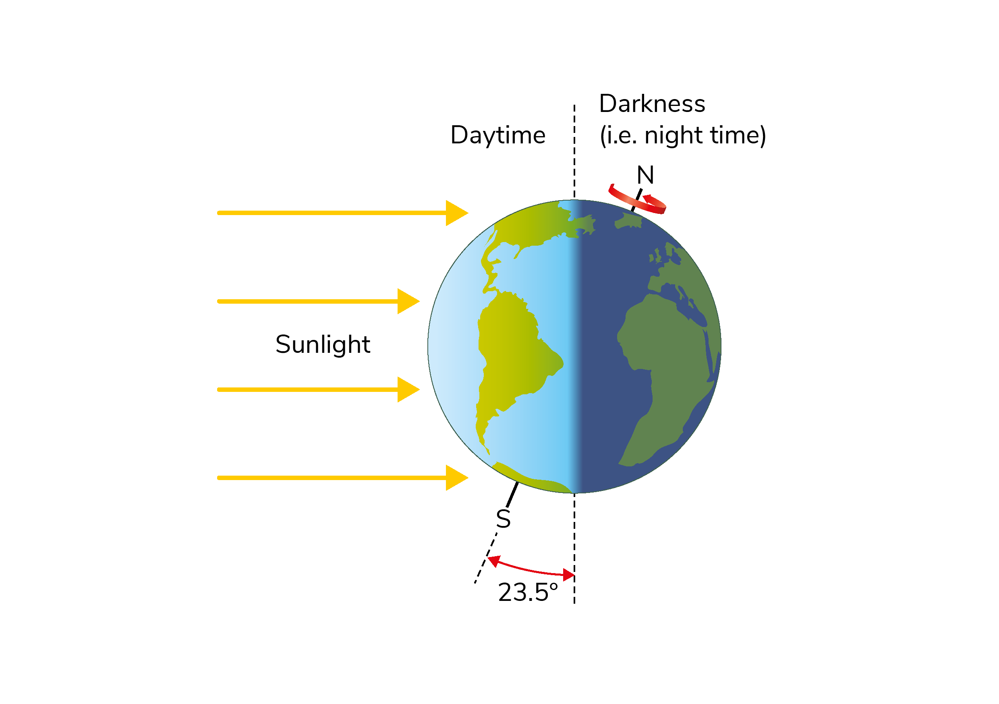 Darkness
Daytime
(i.e. night time)
N
Sunlight
S
23.5°